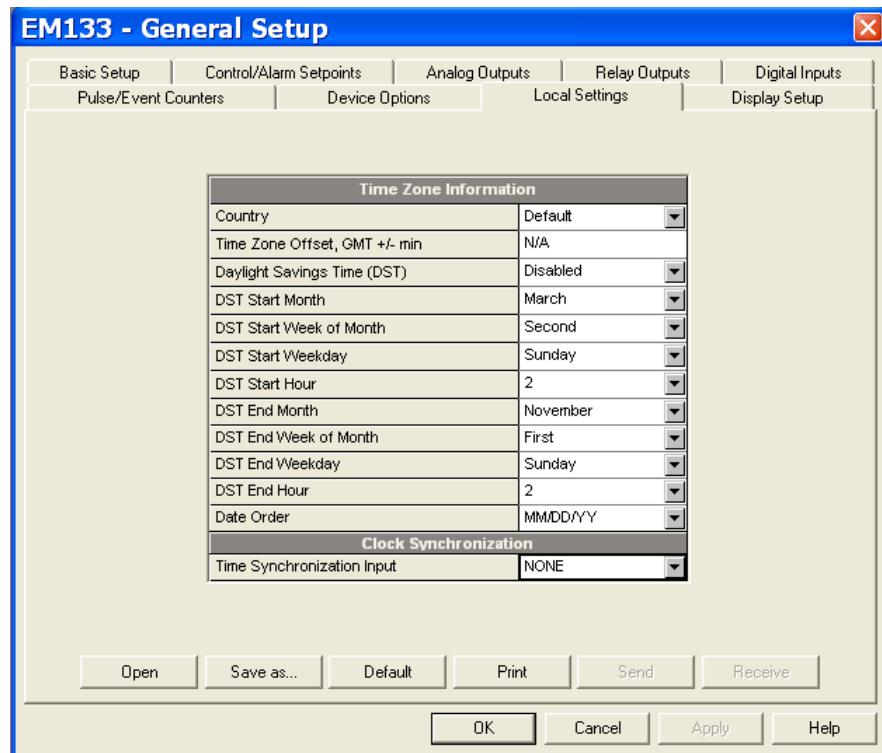 EM133 - General Setup
Basic Setup Control/Alarm Setpoints Analog Outputs Relay Outputs Digital Inputs
Pulse/Event Counters Device Options Local Settings Display Setup
Time Zone Information
Country Default
Time Zone Offset, GMT +/- min N/A
Daylight Savings Time (DST) Disabled
DST Start Month March
DST Start Week of Month Second
DST Start Weekday Sunday
DST Start Hour 2
DST End Month November
DST End Week of Month First
DST End Weekday Sunday
DST End Hour 2
Date Order MM/DD/YY
Clock Synchronization
Time Synchronization Input NONE
Open Save as... Default Print Send Receive
OK Cancel Apply Help